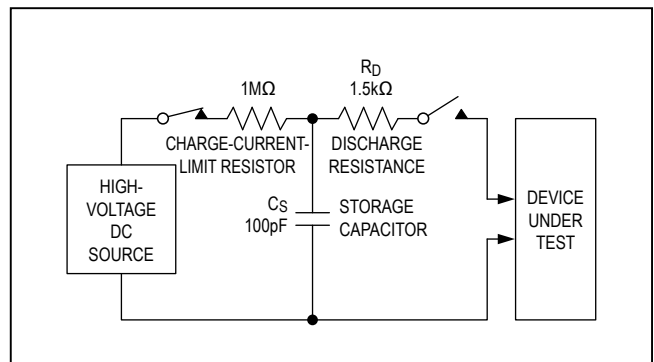 1MΩ
CHARGE-CURRENT-
LIMIT RESISTOR
RD
1.5kΩ
DISCHARGE
RESISTANCE
HIGH-
VOLTAGE
DC
SOURCE
CS
100pF
STORAGE
CAPACITOR
DEVICE
UNDER
TEST